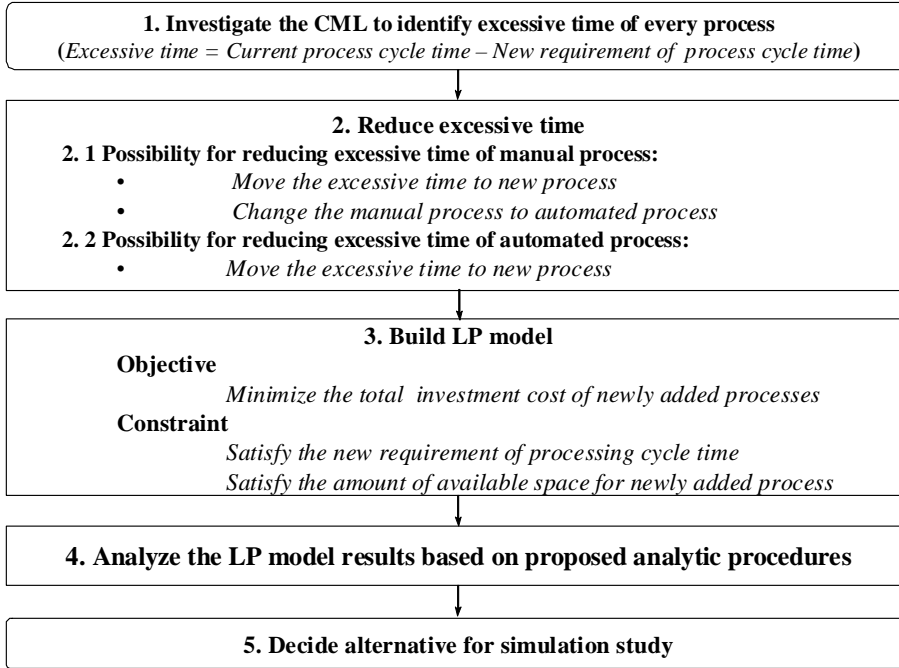 1. Investigate the CML to identify excessive time of every process
(Excessive time = Current process cycle time – New requirement of process cycle time)
2. Reduce excessive time
2. 1 Possibility for reducing excessive time of manual process:
• Move the excessive time to new process
• Change the manual process to automated process
2. 2 Possibility for reducing excessive time of automated process:
• Move the excessive time to new process
3. Build LP model
Objective
Minimize the total investment cost of newly added processes
Constraint
Satisfy the new requirement of processing cycle time
Satisfy the amount of available space for newly added process
4. Analyze the LP model results based on proposed analytic procedures
5. Decide alternative for simulation study